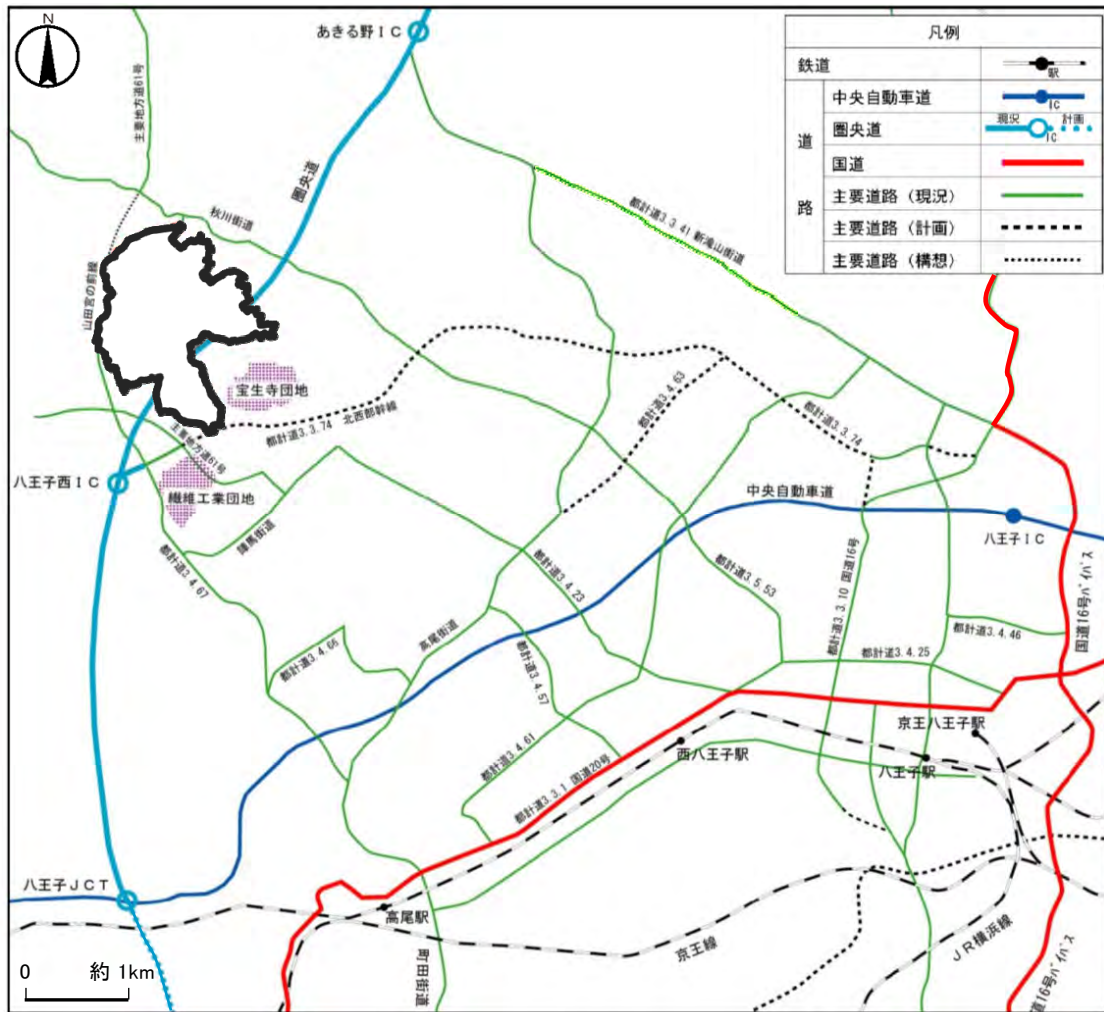 N
あきる野IC
主要地方道61号
圏央道
秋川街道
都計道3.3.41 新滝山街道
山田宮の前線
宝生寺団地
都計道3.3.74 北西部幹線
都計道3.4.63
都計道3.3.74
主要地方道61号
八王子西IC
繊維工業団地
陣馬街道
中央自動車道
八王子IC
都計道3.4.67
都計道3.4.23
都計道3.5.53
都計道3.3.10 国道16号
国道16号バイパス
都計道3.4.46
都計道3.4.25
都計道3.4.66
高尾街道
都計道3.4.57
都計道3.4.61
都計道3.3.1 国道20号
西八王子駅
京王八王子駅
八王子駅
八王子JCT
高尾駅
町田街道
京王線
JR横浜線
道16号バイパス
0 約1km
凡例
鉄道
駅
道路
中央自動車道
IC
圏央道
現況 計画
IC
国道
主要道路(現況)
主要道路(計画)
主要道路(構想)